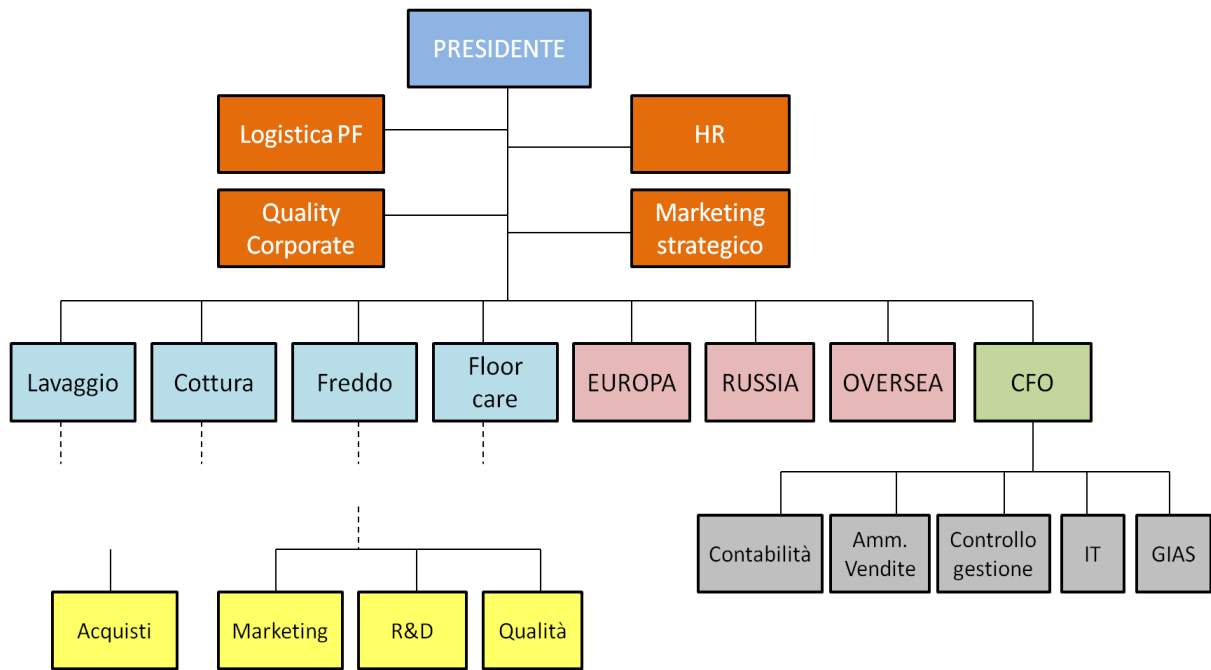 PRESIDENTE
Logistica PF
HR
Quality
Corporate
Marketing
strategico
Lavaggio
Cottura
Freddo
Floor
care
EUROPA
RUSSIA
OVERSEA
CFO
Contabilità
Amm.
Vendite
Controllo
gestione
IT
GIAS
Acquisti
Marketing
R&D
Qualità